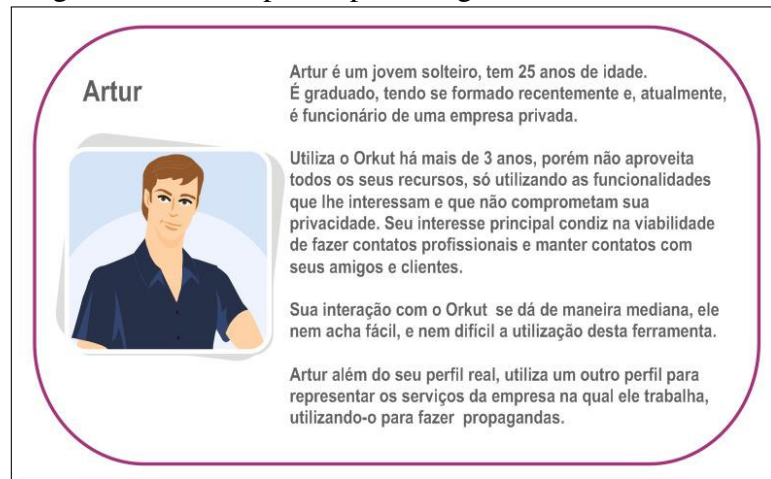 Artur
Artur é um jovem solteiro, tem 25 anos de idade.
É graduado, tendo se formado recentemente e, atualmente,
é funcionário de uma empresa privada.
Utiliza o Orkut há mais de 3 anos, porém não aproveita
todos os seus recursos, só utilizando as funcionalidades
que lhe interessam e que não comprometam sua
privacidade. Seu interesse principal condiz na viabilidade
de fazer contatos profissionais e manter contatos com
seus amigos e clientes.
Sua interação com o Orkut se dá de maneira mediana, ele
nem acha fácil, e nem difícil a utilização desta ferramenta.
Artur além do seu perfil real, utiliza um outro perfil para
representar os serviços da empresa na qual ele trabalha,
utilizando-o para fazer propagandas.